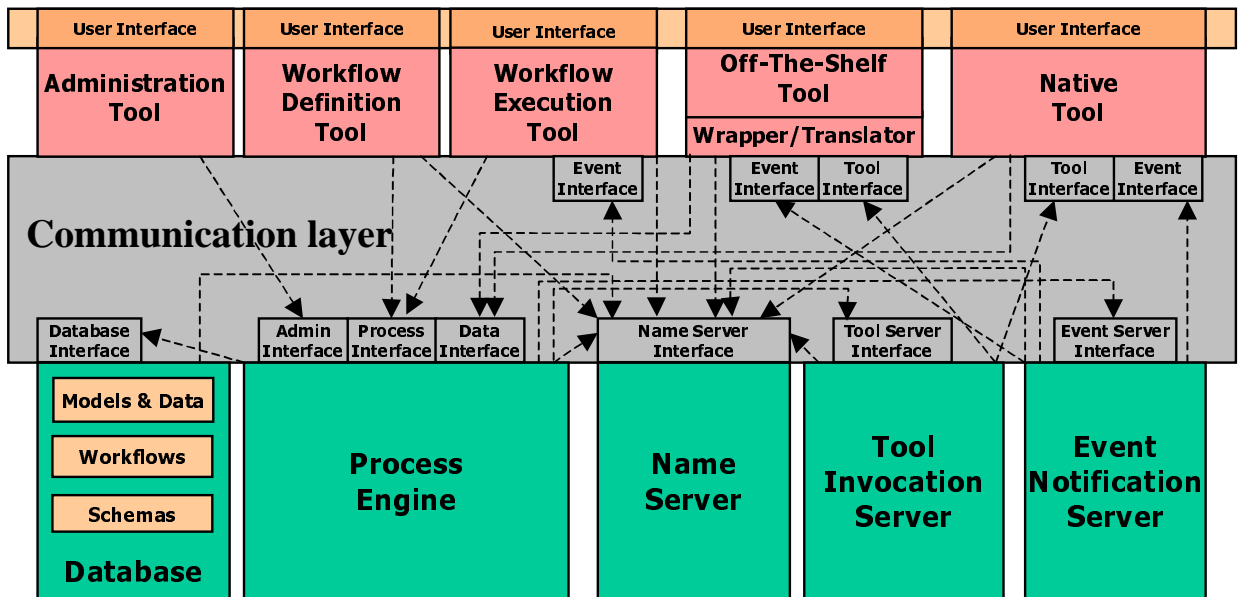 User Interface
User Interface
User Interface
User Interface
User Interface
Administration
Tool
Workflow
Definition
Tool
Workflow
Execution
Tool
Off-The-Shelf
Tool
Wrapper/Translator
Native
Tool
Event
Interface
Event
Interface
Tool
Interface
Tool
Interface
Event
Interface
Communication layer
Database
Interface
Admin
Interface
Process
Interface
Data
Interface
Name Server
Interface
Tool Server
Interface
Event Server
Interface
Models & Data
Workflows
Schemas
Database
Process
Engine
Name
Server
Tool
Invocation
Server
Event
Notification
Server